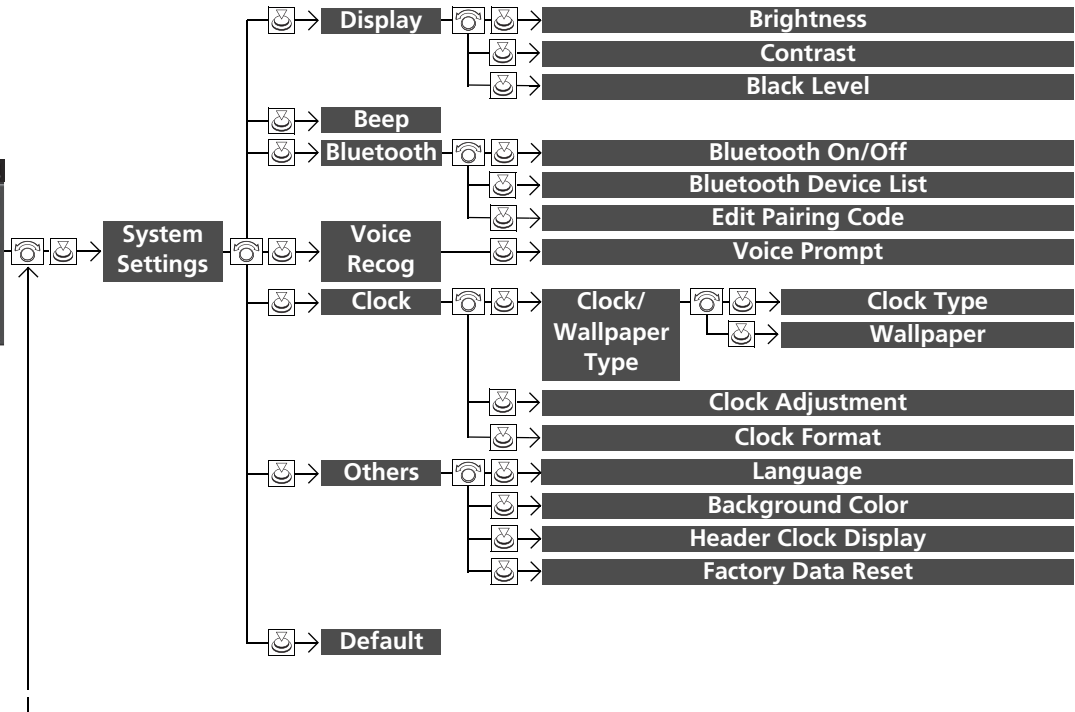 Display
Brightness
Contrast
Black Level
Beep
Bluetooth
Bluetooth On/Off
Bluetooth Device List
Edit Pairing Code
System
Settings
Voice
Recog
Voice Prompt
Clock
Clock/
Wallpaper
Type
Clock Type
Wallpaper
Clock Adjustment
Clock Format
Others
Language
Background Color
Header Clock Display
Factory Data Reset
Default